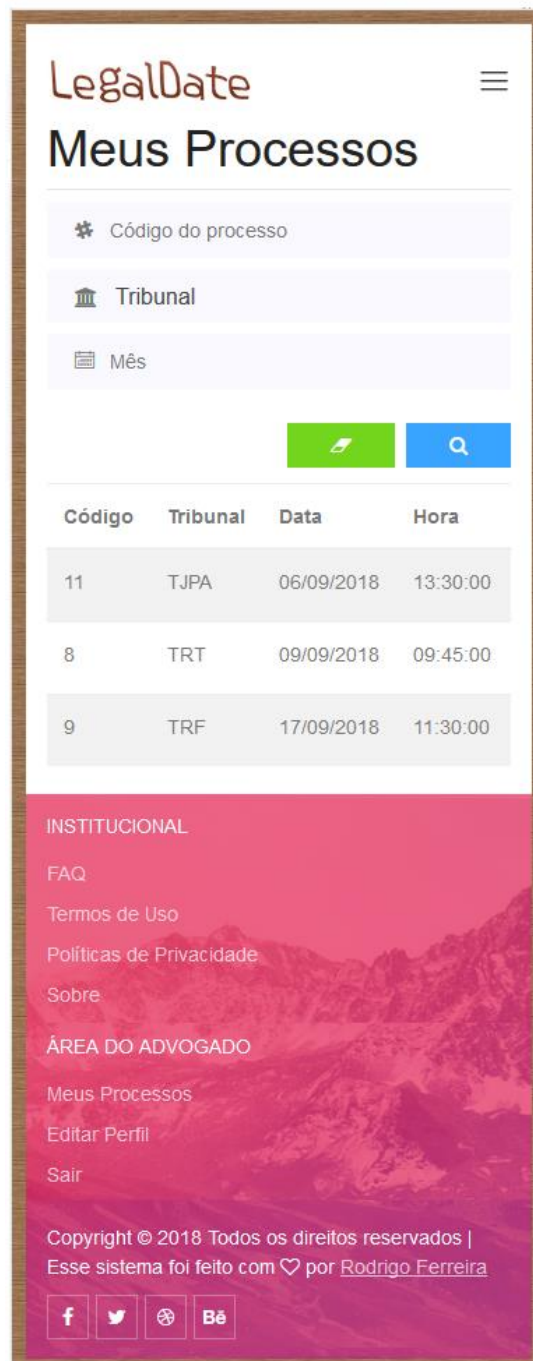 LegalDate
Meus Processos
Código do processo
Tribunal
Mês
Código Tribunal Data Hora
11 TJPA 06/09/2018 13:30:00
8 TRT 09/09/2018 09:45:00
9 TRF 17/09/2018 11:30:00
INSTITUCIONAL
FAQ
Termos de Uso
Políticas de Privacidade
Sobre
ÁREA DO ADVOGADO
Meus Processos
Editar Perfil
Sair
Copyright © 2018 Todos os direitos reservados |
Esse sistema foi feito com ♡ por Rodrigo Ferreira